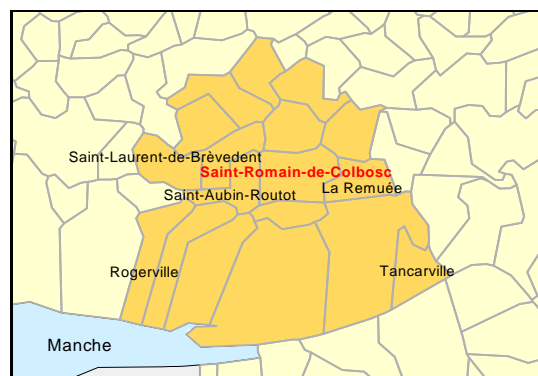 Saint-Laurent-de-Brèvedent
Saint-Romain-de-Colbosc
La Remuée
Saint-Aubin-Routot
Rogerville
Tancarville
Manche